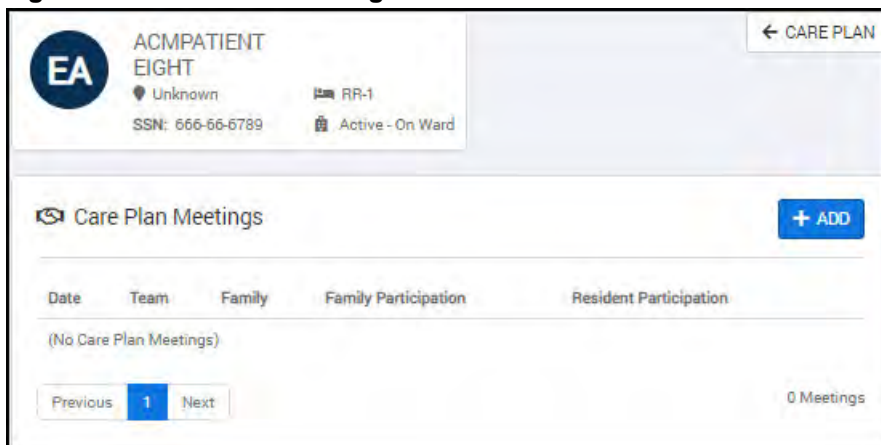 ← CARE PLAN
EA
ACMPATIENT
EIGHT
Unknown
RR-1
SSN: 666-66-6789
Active - On Ward
Care Plan Meetings
+ ADD
Date Team Family Family Participation Resident Participation
(No Care Plan Meetings)
Previous 1 Next
0 Meetings